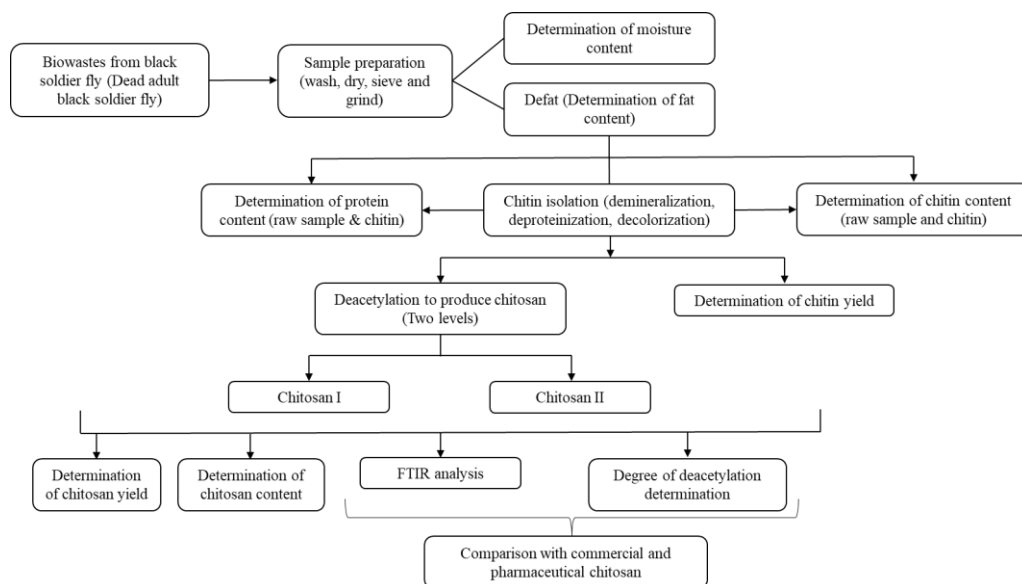 Biowastes from black
soldier fly (Dead adult
black soldier fly)
Sample preparation
(wash, dry, sieve and
grind)
Determination of moisture
content
Defat (Determination of fat
content)
Determination of protein
content (raw sample & chitin)
Chitin isolation (demineralization,
deproteinization, decolorization)
Determination of chitin content
(raw sample and chitin)
Deacetylation to produce chitosan
(Two levels)
Determination of chitin yield
Chitosan I
Chitosan II
Determination
of chitosan yield
Determination of
chitosan content
FTIR analysis
Degree of deacetylation
determination
Comparison with commercial and
pharmaceutical chitosan